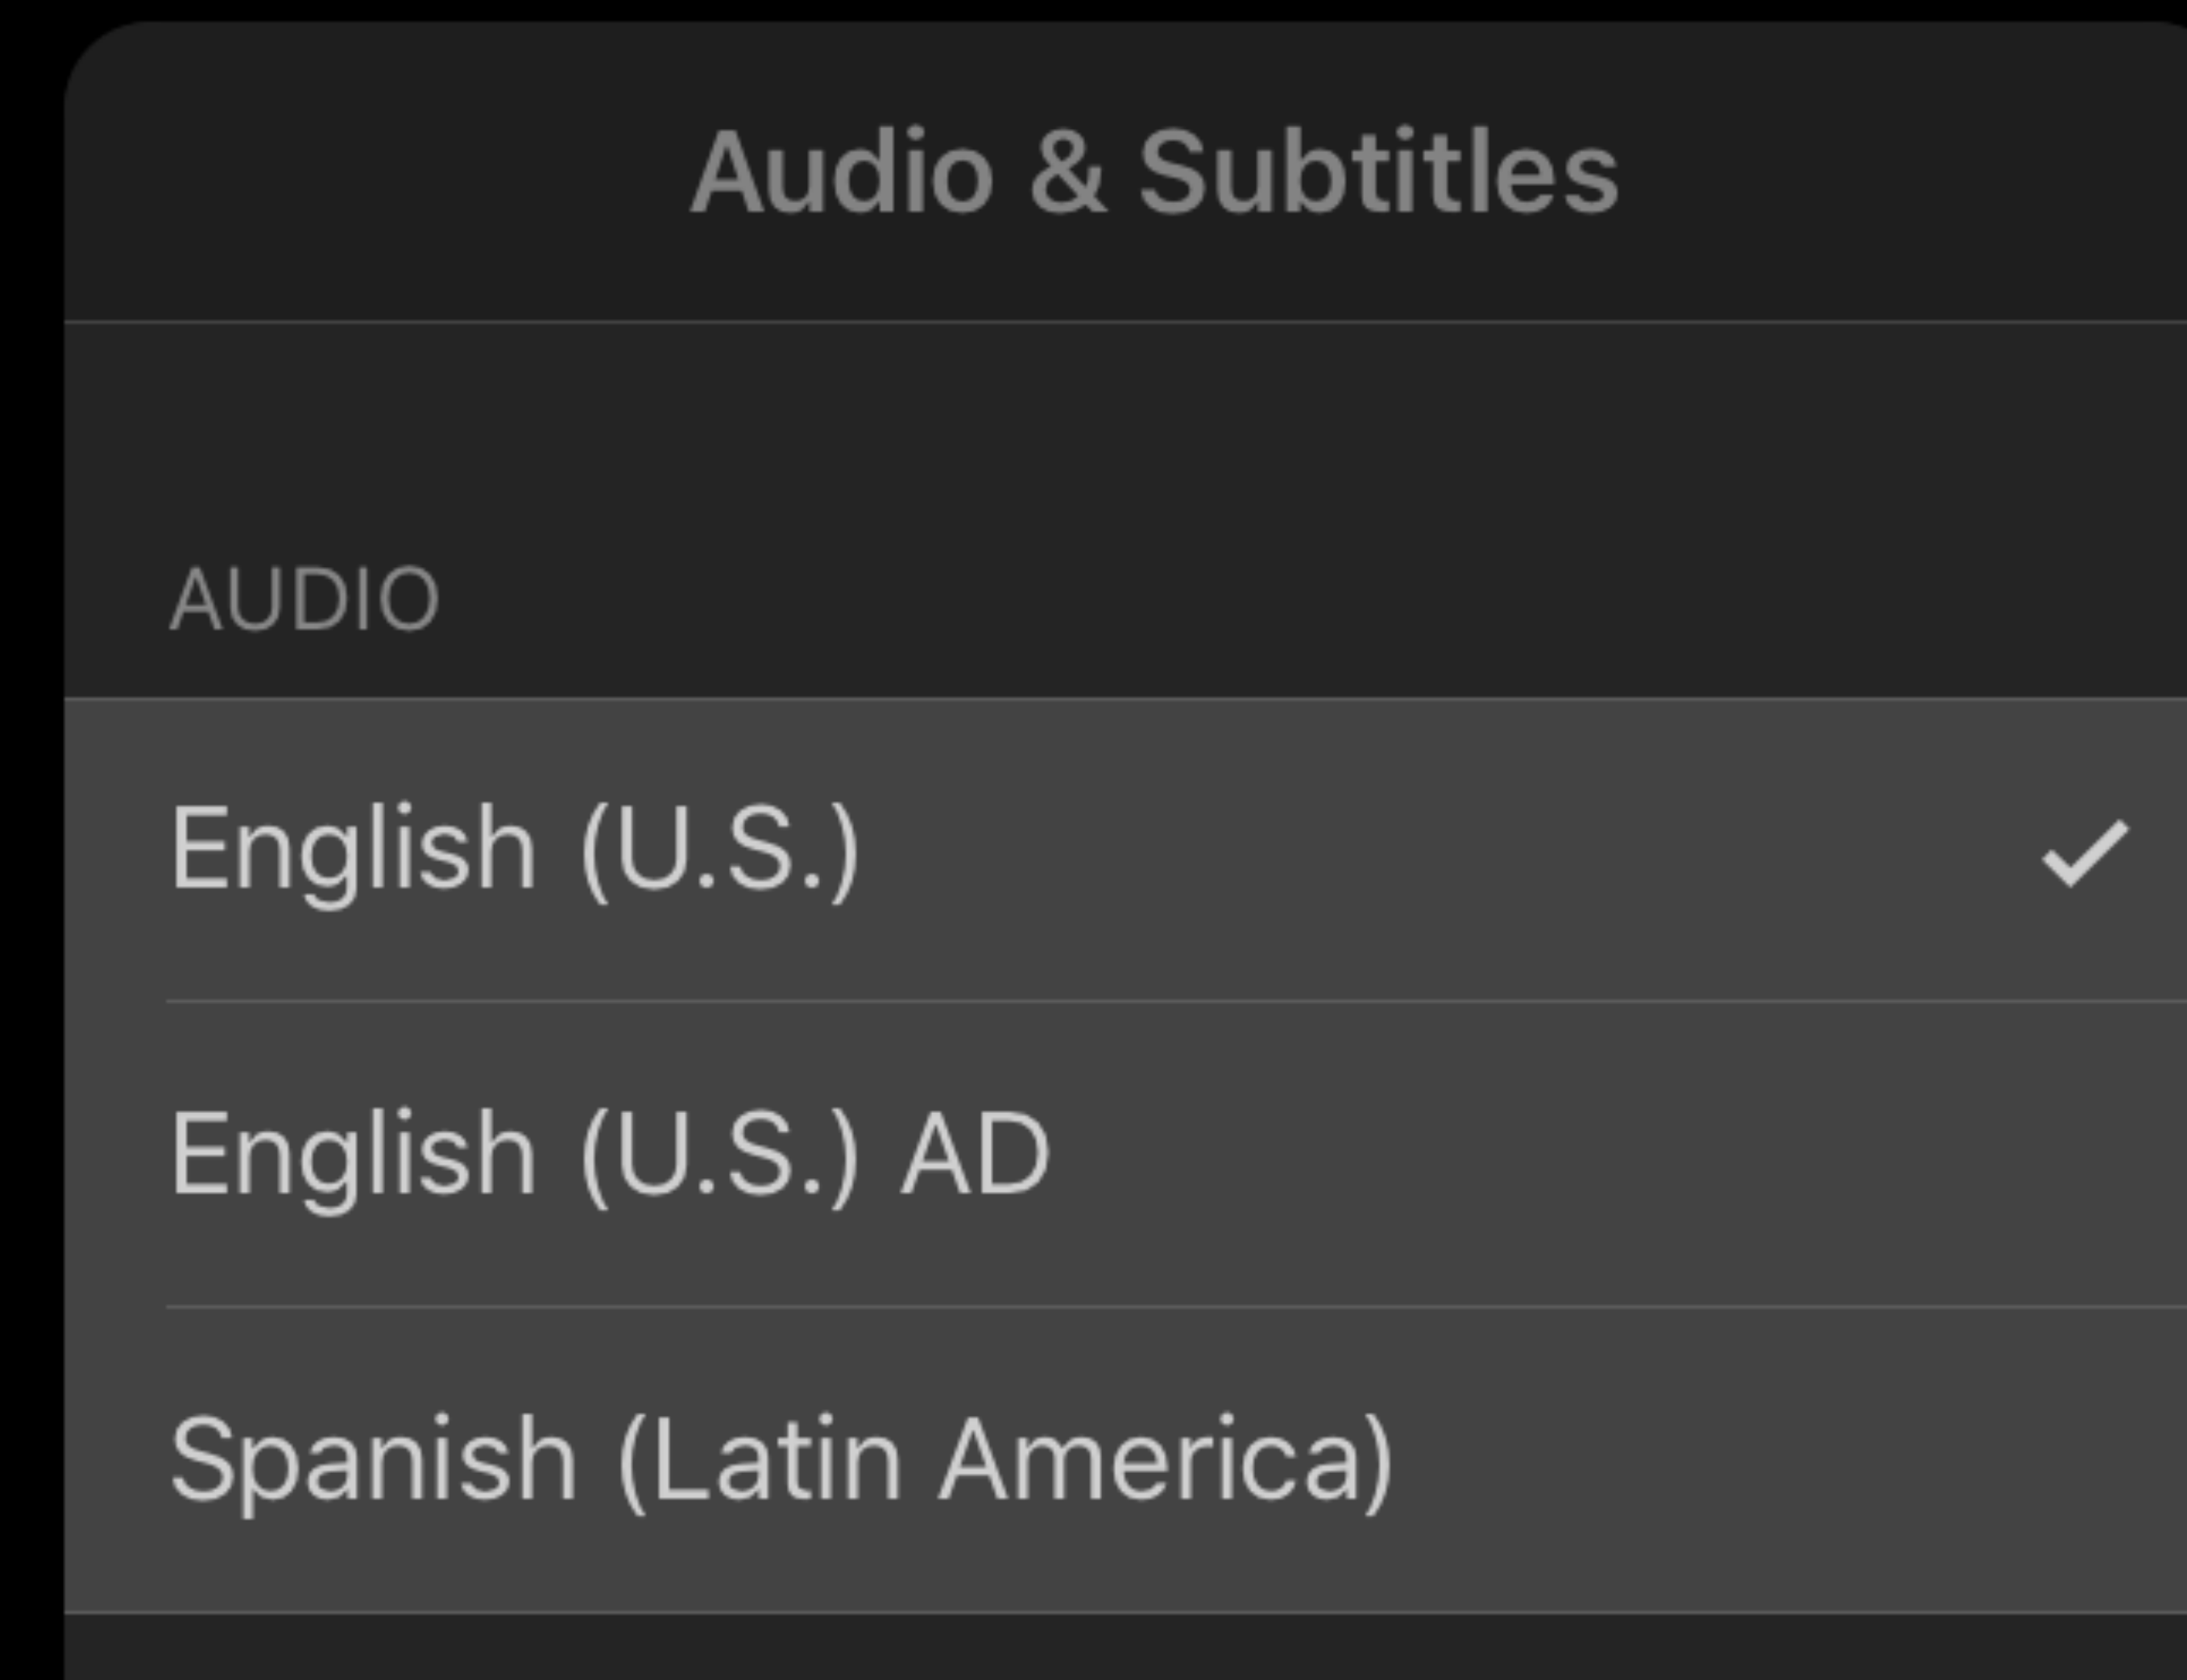 Audio & Subtitles
AUDIO
English (U.S.)
English (U.S.) AD
Spanish (Latin America)